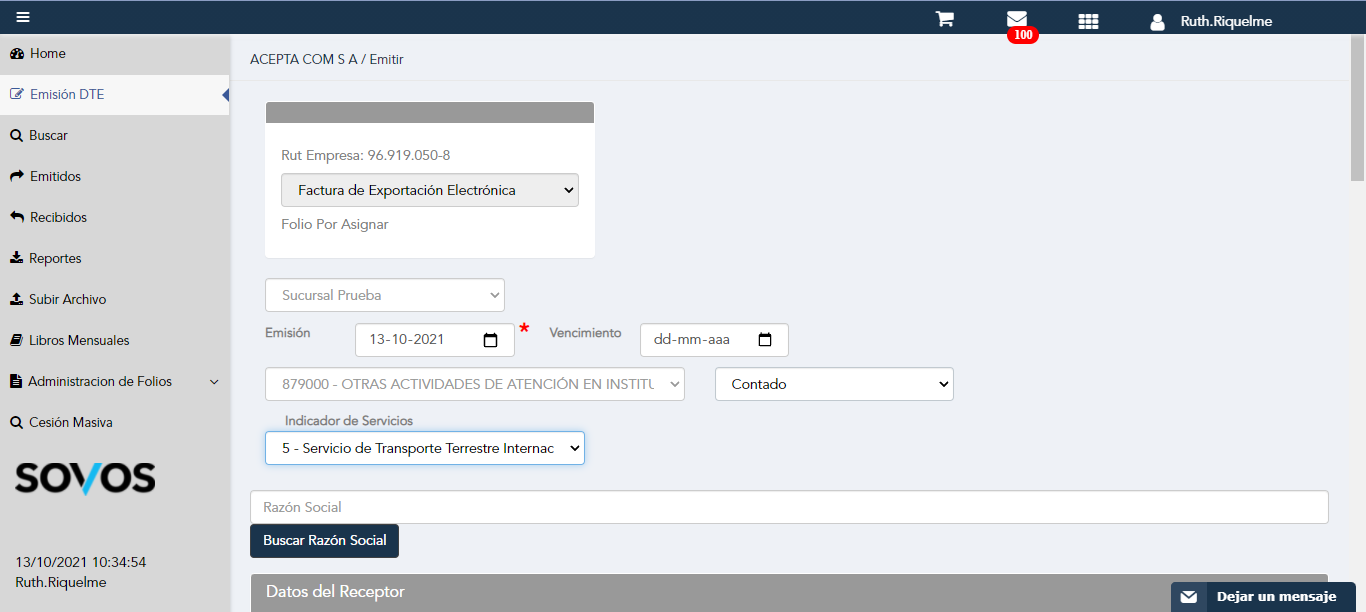 Ruth.Riquelme
100
Home
Emisión DTE
Buscar
Emitidos
Recibidos
Reportes
Subir Archivo
Libros Mensuales
Administracion de Folios
Cesión Masiva
SOVOS
13/10/2021 10:34:54
Ruth.Riquelme
ACEPTA COM S A / Emitir
Rut Empresa: 96.919.050-8
Factura de Exportación Electrónica
Folio Por Asignar
Sucursal Prueba
Emisión 13-10-2021 * Vencimiento dd-mm-aaa
879000 - OTRAS ACTIVIDADES DE ATENCIÓN EN INSTITU Contado
Indicador de Servicios
5 - Servicio de Transporte Terrestre Internac
Razón Social
Buscar Razón Social
Datos del Receptor
Dejar un mensaje